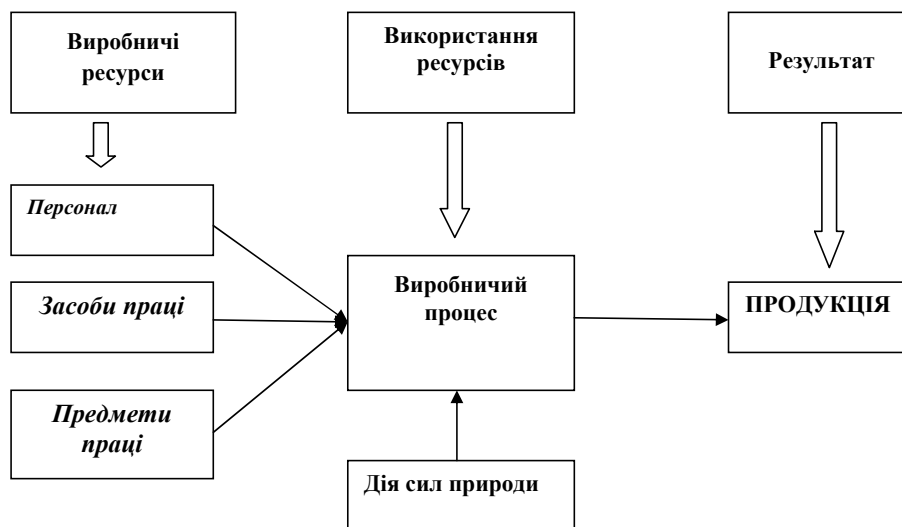 Виробничі
ресурси
Використання
ресурсів
Результат
Персонал
Засоби праці
Предмети
праці
Виробничий
процес
ПРОДУКЦІЯ
Дія сил природи